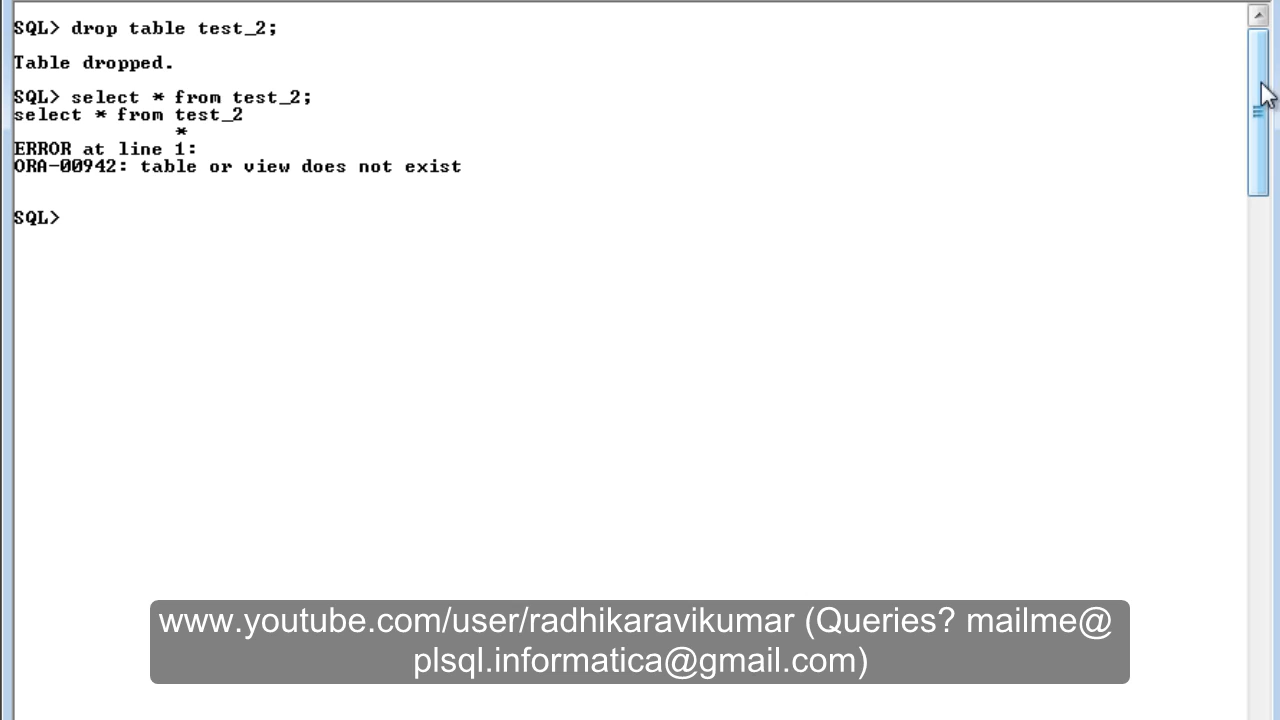 SQL> drop table test_2;
Table dropped.
SQL> select * from test_2;
select * from test_2
*
ERROR at line 1:
ORA-00942: table or view does not exist
SQL>
www.youtube.com/user/radhikaravikumar (Queries? mailme@
plsql.informatica@gmail.com)